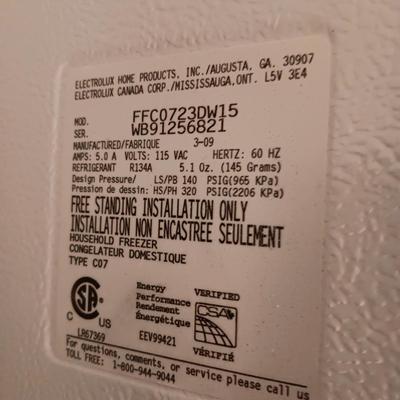 ELECTROLUX HOME PRODUCTS, INC./AUGUSTA, GA. 30907
ELECTROLUX CANADA CORP./MISSISSAUGA,ONT. L5V 3E4
MOD. FFC0723DW15
SER. WB91256821
MANUFACTURED / FABRIQUE 3-09
AMPS: 5.0 A VOLTS: 115 VAC HERTZ: 60 HZ
REFRIGERANT R134A 5.1 Oz. (145 Grams)
Design Pressure: LS/PB 140 PSIG(965 KPa)
Pression de dessin: HS/PH 320 PSIG(2206 KPa)
FREE STANDING INSTALLATION ONLY
INSTALLATION NON ENCASTREE SEULEMENT
HOUSEHOLD FREEZER
CONGELATEUR DOMESTIQUE
TYPE C07
SA
C US
LR67369
Energy
Performance
Rendement
Énergétique
EEV99421
VERIFIED
CSA
VÉRIFIÉ
For questions, comments, or service please call
TOLL FREE: 1-800-944-9044